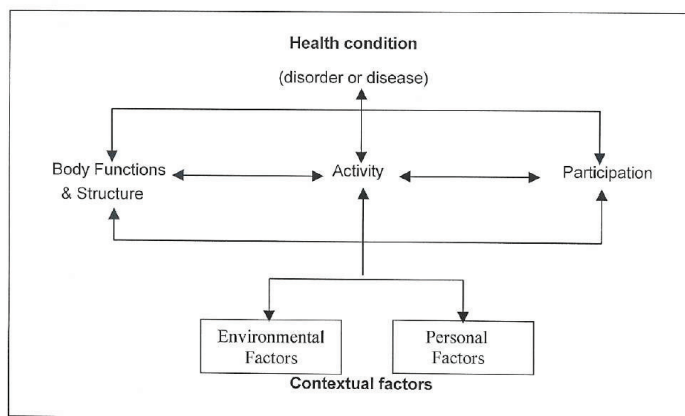 Health condition
(disorder or disease)
Body Functions
& Structure
Activity
Participation
Environmental
Factors
Personal
Factors
Contextual factors